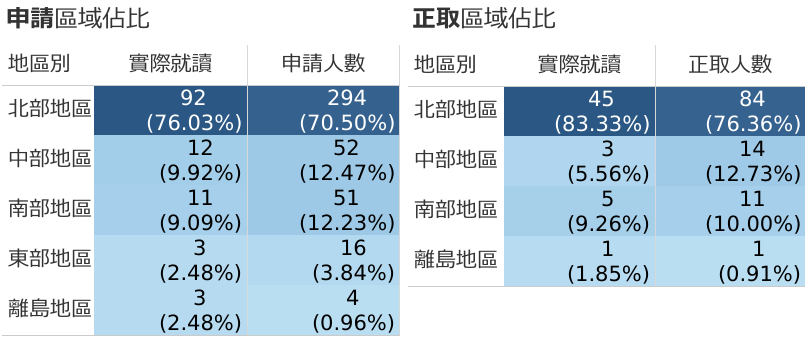 申請區域佔比
地區別 實際就讀 申請人數
北部地區 92 294
(76.03%) (70.50%)
中部地區 12 52
(9.92%) (12.47%)
南部地區 11 51
(9.09%) (12.23%)
東部地區 3 16
(2.48%) (3.84%)
離島地區 3 4
(2.48%) (0.96%)
正取區域佔比
地區別 實際就讀 正取人數
北部地區 45 84
(83.33%) (76.36%)
中部地區 3 14
(5.56%) (12.73%)
南部地區 5 11
(9.26%) (10.00%)
離島地區 1 1
(1.85%) (0.91%)